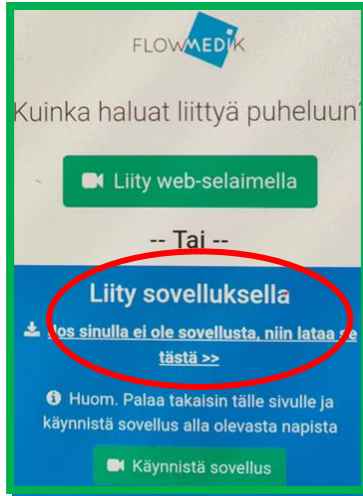 FLOWMEDiK
Kuinka haluat liittyä puheluun?
Liity web-selaimella
-- Tai --
Liity sovelluksella
Jos sinulla ei ole sovellusta, niin lataa se
tästä >>
Huom. Palaa takaisin tälle sivulle ja
käynnistä sovellus alla olevasta napista
Käynnistä sovellus